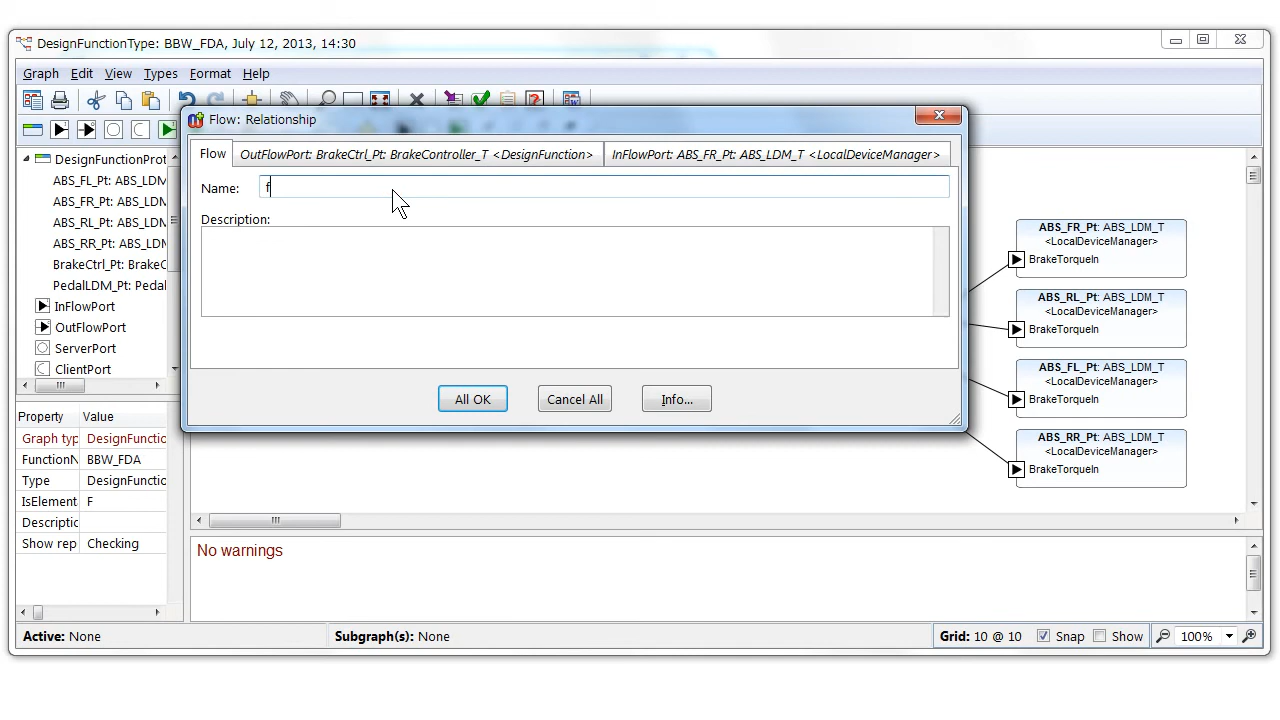 DesignFunctionType: BBW_FDA, July 12, 2013, 14:30
Graph Edit View Types Format Help
Flow: Relationship
Flow OutFlowPort: BrakeCtrl_Pt: BrakeController_T <DesignFunction> InFlowPort: ABS_FR_Pt: ABS_LDM_T <LocalDeviceManager>
Name: f
Description:
All OK Cancel All Info...
DesignFunctionProt
ABS_FL_Pt: ABS_LDM
ABS_FR_Pt: ABS_LDM
ABS_RL_Pt: ABS_LDM
ABS_RR_Pt: ABS_LDM
BrakeCtrl_Pt: BrakeC
PedalLDM_Pt: Pedal
InFlowPort
OutFlowPort
ServerPort
ClientPort
Property Value
Graph typ DesignFunctio
FunctionN BBW_FDA
Type DesignFunctio
IsElement F
Descriptic
Show rep Checking
ABS_FR_Pt: ABS_LDM_T
<LocalDeviceManager>
BrakeTorqueIn
ABS_RL_Pt: ABS_LDM_T
<LocalDeviceManager>
BrakeTorqueIn
ABS_FL_Pt: ABS_LDM_T
<LocalDeviceManager>
BrakeTorqueIn
ABS_RR_Pt: ABS_LDM_T
<LocalDeviceManager>
BrakeTorqueIn
No warnings
Active: None Subgraph(s): None Grid: 10 @ 10 Snap Show 100%